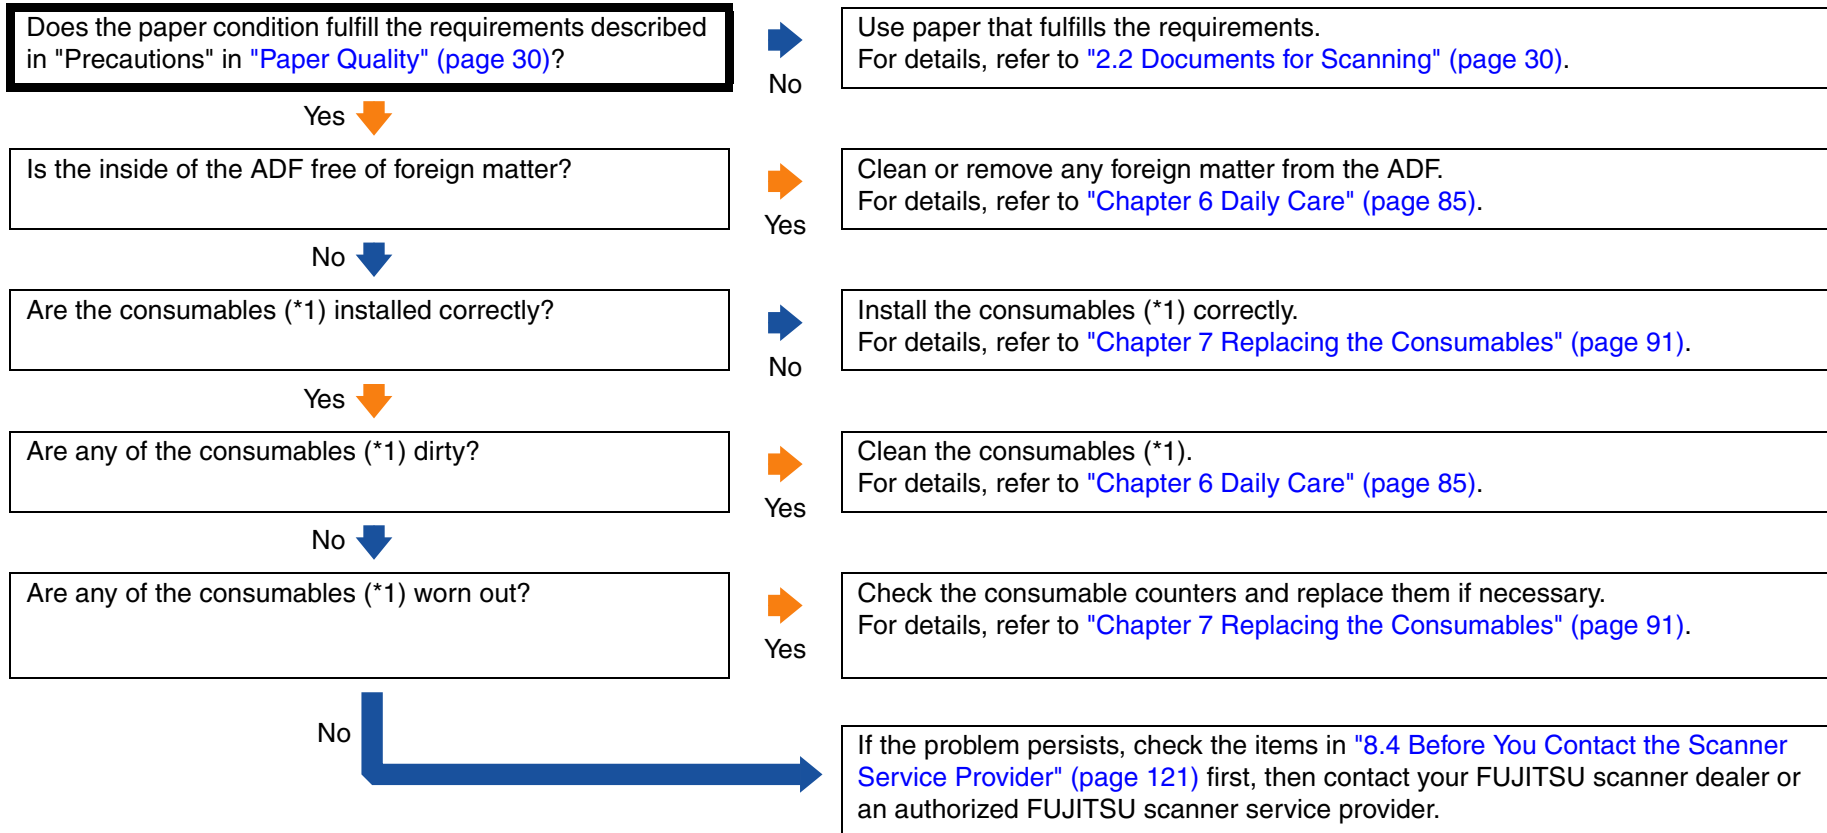 Does the paper condition fulfill the requirements described
in "Precautions" in "Paper Quality" (page 30)?
No
Use paper that fulfills the requirements.
For details, refer to "2.2 Documents for Scanning" (page 30).
Yes
Is the inside of the ADF free of foreign matter?
Yes
Clean or remove any foreign matter from the ADF.
For details, refer to "Chapter 6 Daily Care" (page 85).
No
Are the consumables (*1) installed correctly?
No
Install the consumables (*1) correctly.
For details, refer to "Chapter 7 Replacing the Consumables" (page 91).
Yes
Are any of the consumables (*1) dirty?
Yes
Clean the consumables (*1).
For details, refer to "Chapter 6 Daily Care" (page 85).
No
Are any of the consumables (*1) worn out?
Yes
Check the consumable counters and replace them if necessary.
For details, refer to "Chapter 7 Replacing the Consumables" (page 91).
No
If the problem persists, check the items in "8.4 Before You Contact the Scanner
Service Provider" (page 121) first, then contact your FUJITSU scanner dealer or
an authorized FUJITSU scanner service provider.